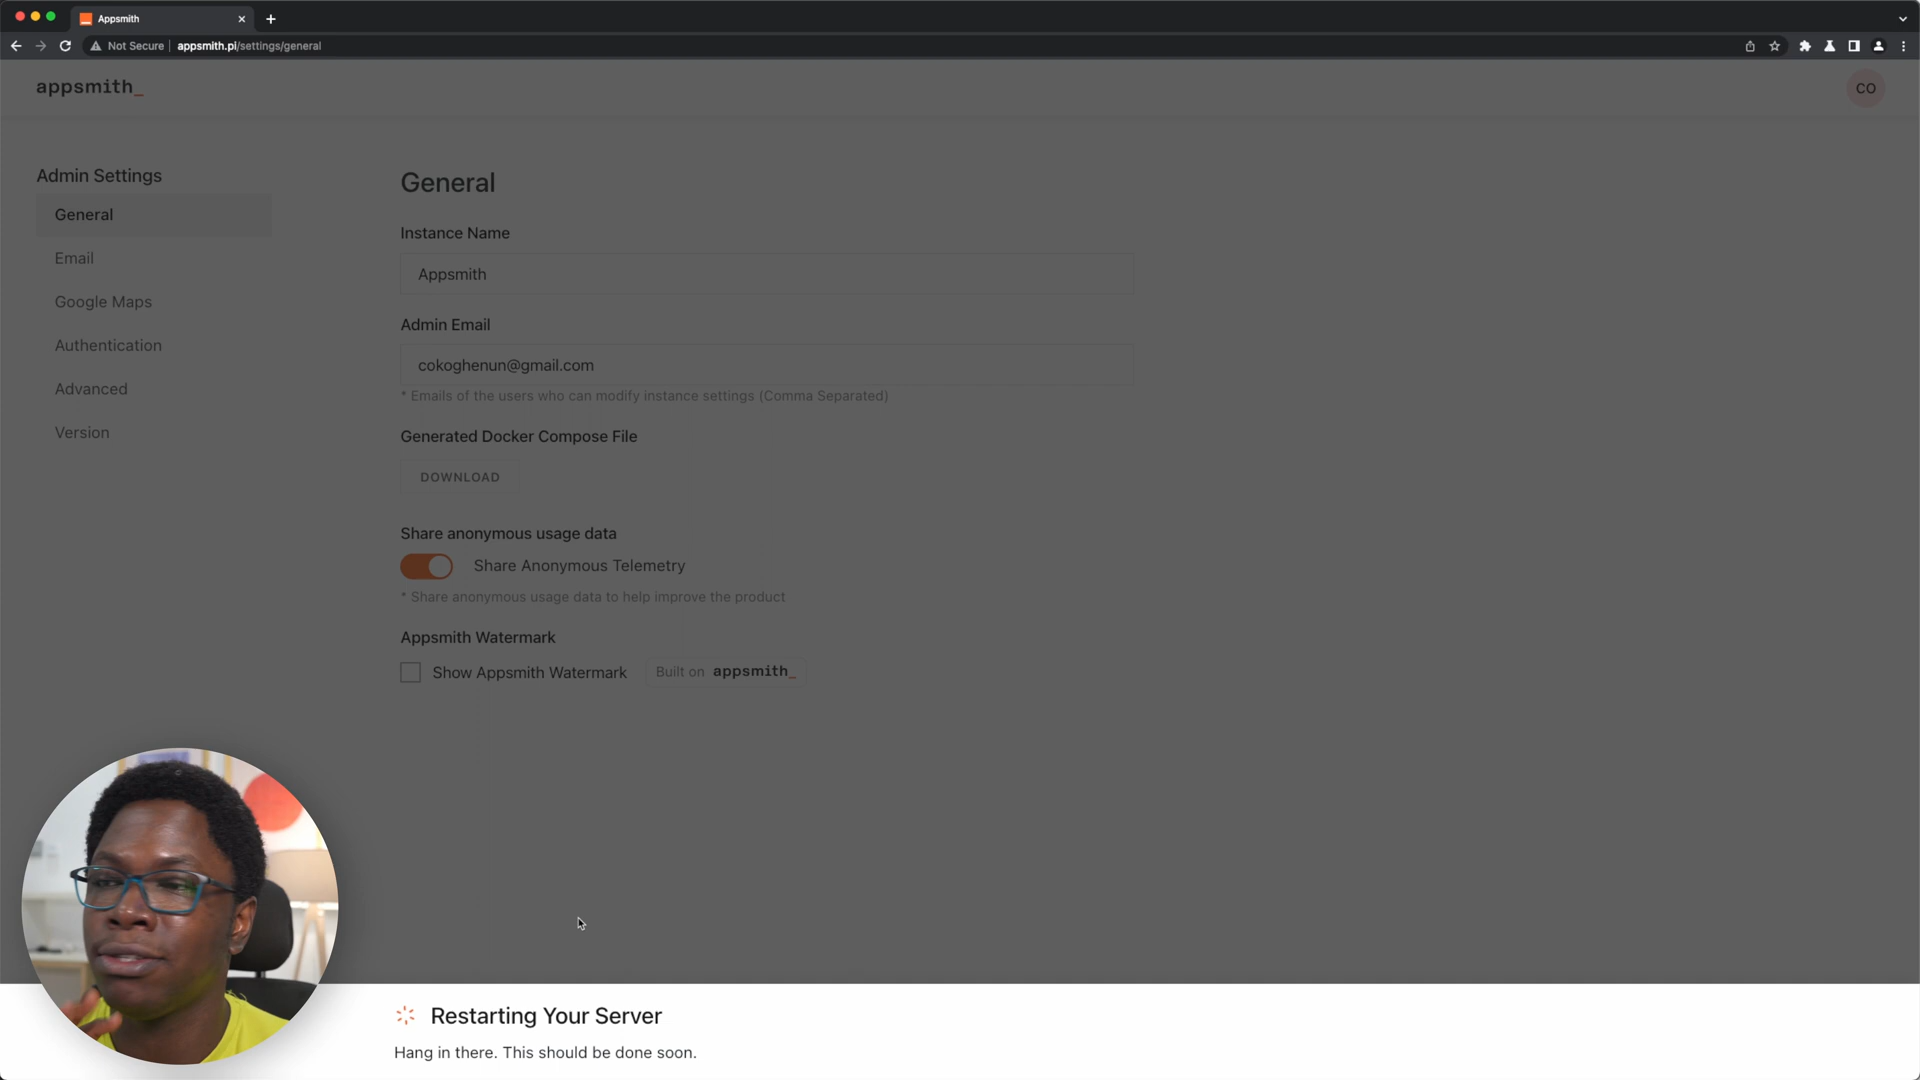 Appsmith
Not Secure
appsmith.pi/settings/general
appsmith_
CO
Admin Settings
General
Email
Google Maps
Authentication
Advanced
Version
General
Instance Name
Appsmith
Admin Email
cokoghenun@gmail.com
* Emails of the users who can modify instance settings (Comma Separated)
Generated Docker Compose File
DOWNLOAD
Share anonymous usage data
Share Anonymous Telemetry
* Share anonymous usage data to help improve the product
Appsmith Watermark
Show Appsmith Watermark
Built on appsmith_
Restarting Your Server
Hang in there. This should be done soon.